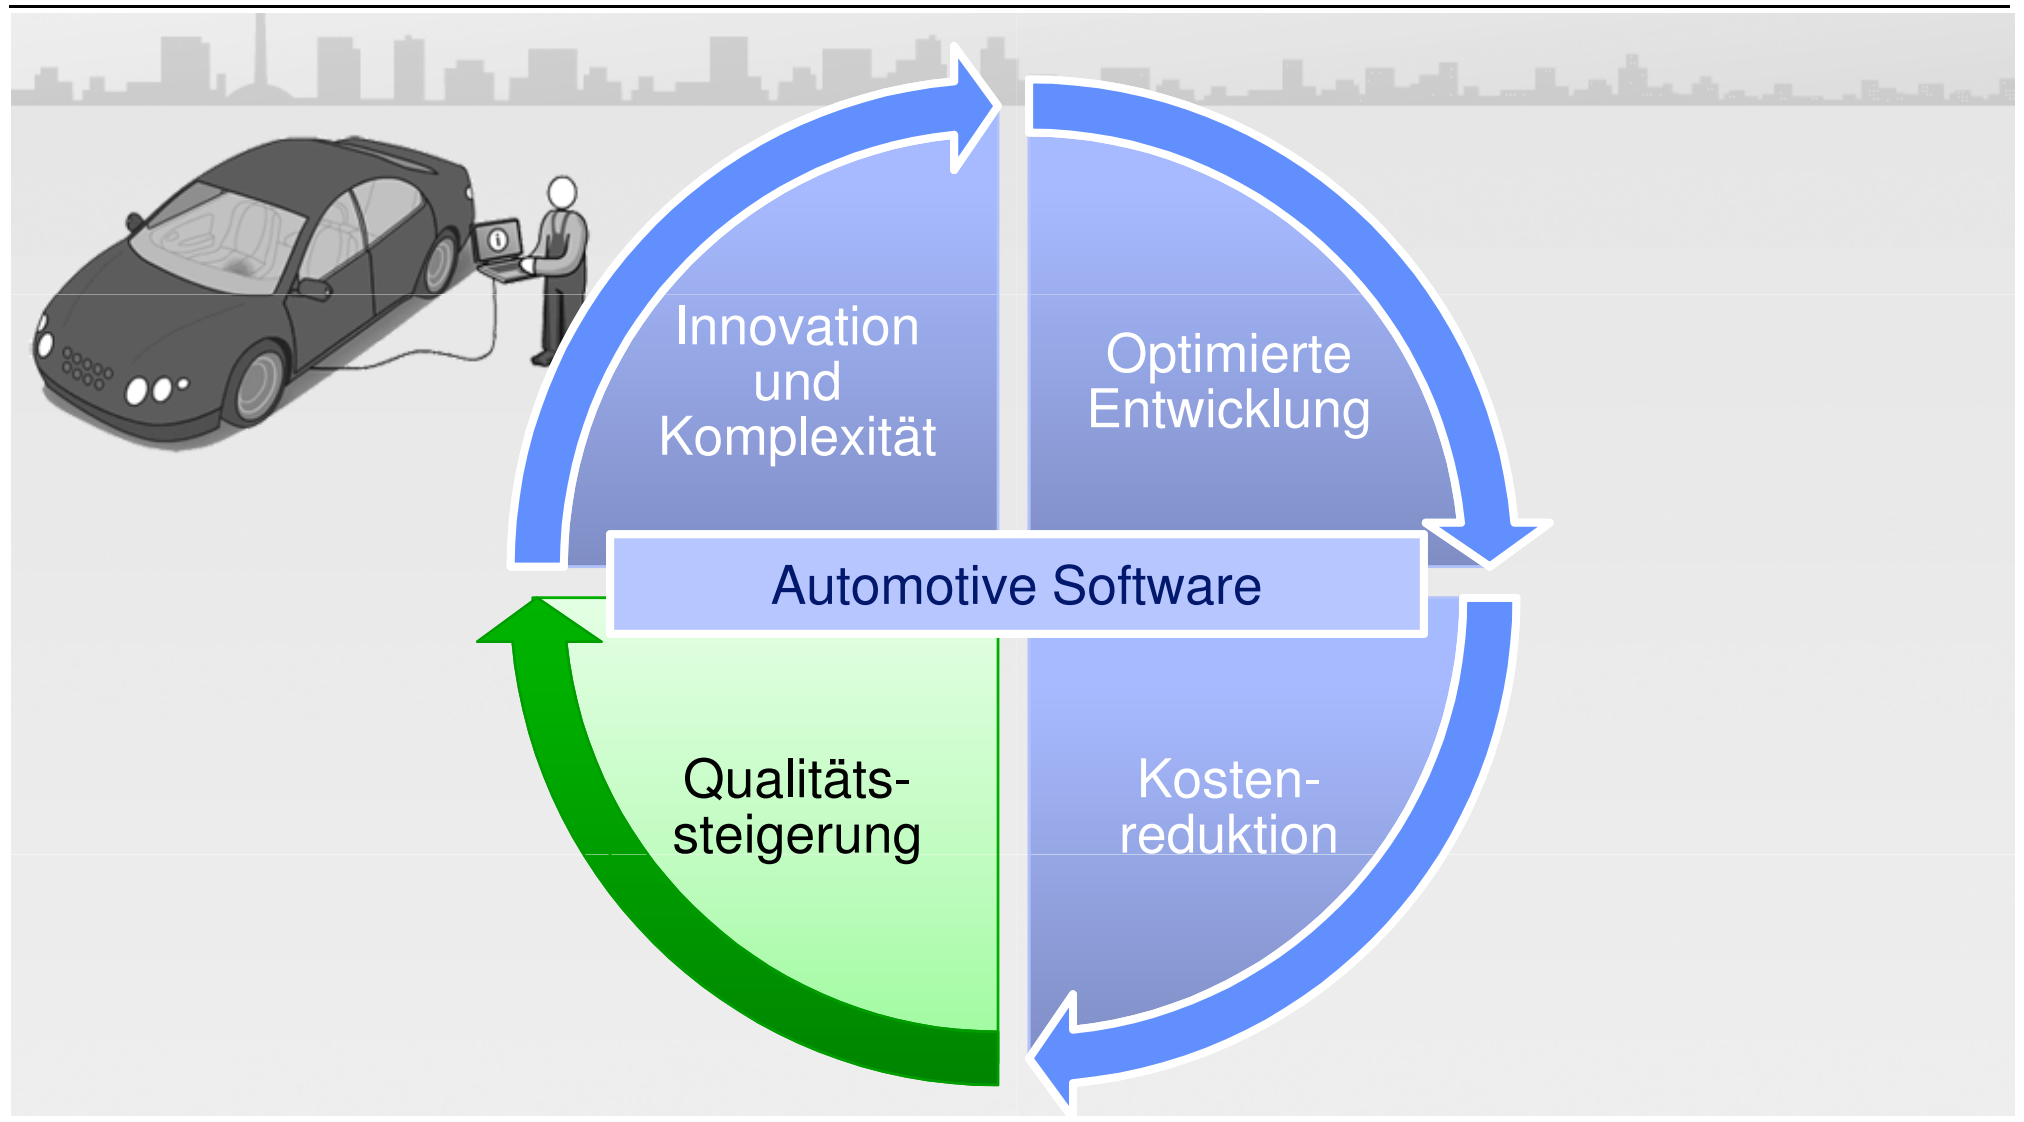 Innovation
und
Komplexität
Optimierte
Entwicklung
Automotive Software
Qualitäts-
steigerung
Kosten-
reduktion
i